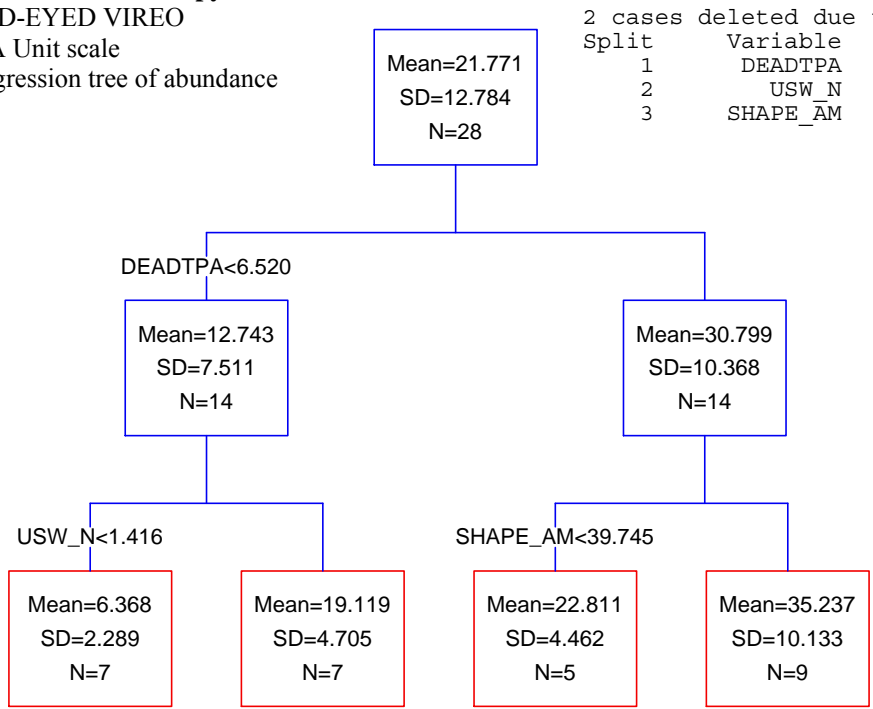 D-EYED VIREO
Unit scale
gression tree of abundance
2 cases deleted due
Split Variable
1 DEADTPA
2 USW_N
3 SHAPE_AM
Mean=21.771
SD=12.784
N=28
DEADTPA<6.520
Mean=12.743
SD=7.511
N=14
Mean=30.799
SD=10.368
N=14
USW_N<1.416
SHAPE_AM<39.745
Mean=6.368
SD=2.289
N=7
Mean=19.119
SD=4.705
N=7
Mean=22.811
SD=4.462
N=5
Mean=35.237
SD=10.133
N=9